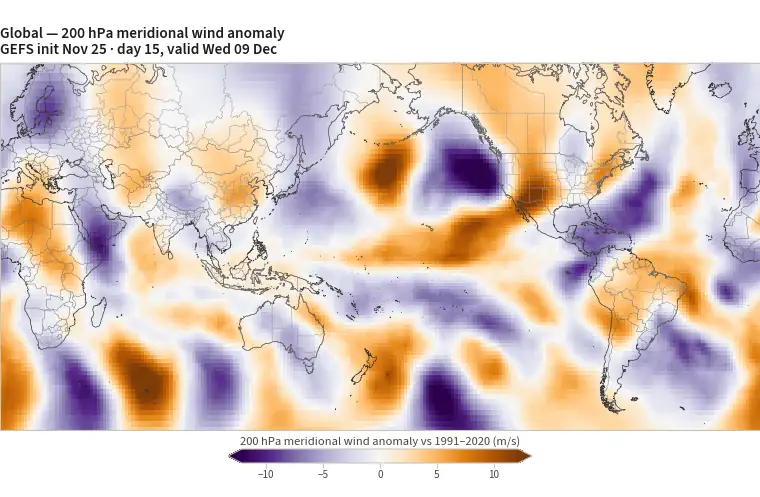 Global — 200 hPa meridional wind anomaly
GEFS init Nov 25 · day 15, valid Wed 09 Dec
200 hPa meridional wind anomaly vs 1991–2020 (m/s)
−10 −5 0 5 10